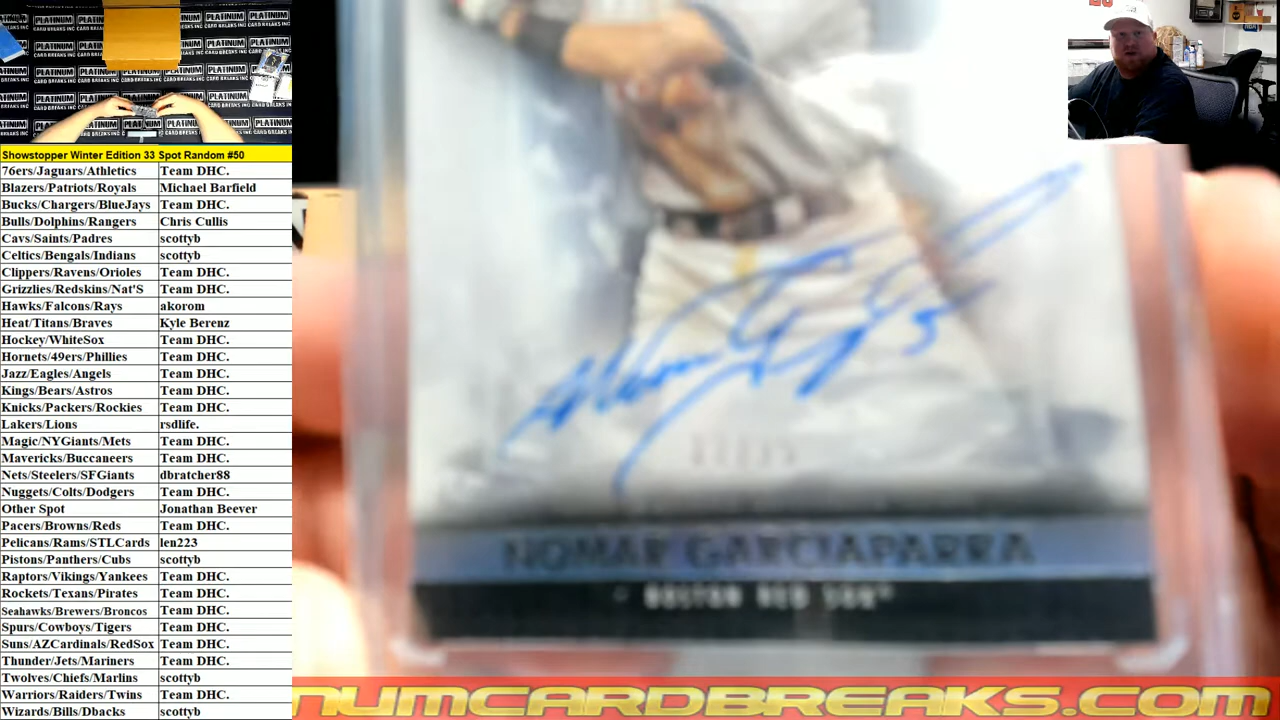 PLATINUM
CARD BREAKS INC
Showstopper Winter Edition 33 Spot Random #50
76ers/Jaguars/Athletics Team DHC.
Blazers/Patriots/Royals Michael Barfield
Bucks/Chargers/BlueJays Team DHC.
Bulls/Dolphins/Rangers Chris Cullis
Cavs/Saints/Padres scottyb
Celtics/Bengals/Indians scottyb
Clippers/Ravens/Orioles Team DHC.
Grizzlies/Redskins/Nat'S Team DHC.
Hawks/Falcons/Rays akorom
Heat/Titans/Braves Kyle Berenz
Hockey/WhiteSox Team DHC.
Hornets/49ers/Phillies Team DHC.
Jazz/Eagles/Angels Team DHC.
Kings/Bears/Astros Team DHC.
Knicks/Packers/Rockies Team DHC.
Lakers/Lions rsdlife.
Magic/NYGiants/Mets Team DHC.
Mavericks/Buccaneers Team DHC.
Nets/Steelers/SFGiants dbratcher88
Nuggets/Colts/Dodgers Team DHC.
Other Spot Jonathan Beever
Pacers/Browns/Reds Team DHC.
Pelicans/Rams/STLCards len223
Pistons/Panthers/Cubs scottyb
Raptors/Vikings/Yankees Team DHC.
Rockets/Texans/Pirates Team DHC.
Seahawks/Brewers/Broncos Team DHC.
Spurs/Cowboys/Tigers Team DHC.
Suns/AZCardinals/RedSox Team DHC.
Thunder/Jets/Mariners Team DHC.
Twolves/Chiefs/Marlins scottyb
Warriors/Raiders/Twins Team DHC.
Wizards/Bills/Dbacks scottyb
NOMAR GARCIAPARRA
BOSTON RED SOX
NUMCARDBREAKS.COM